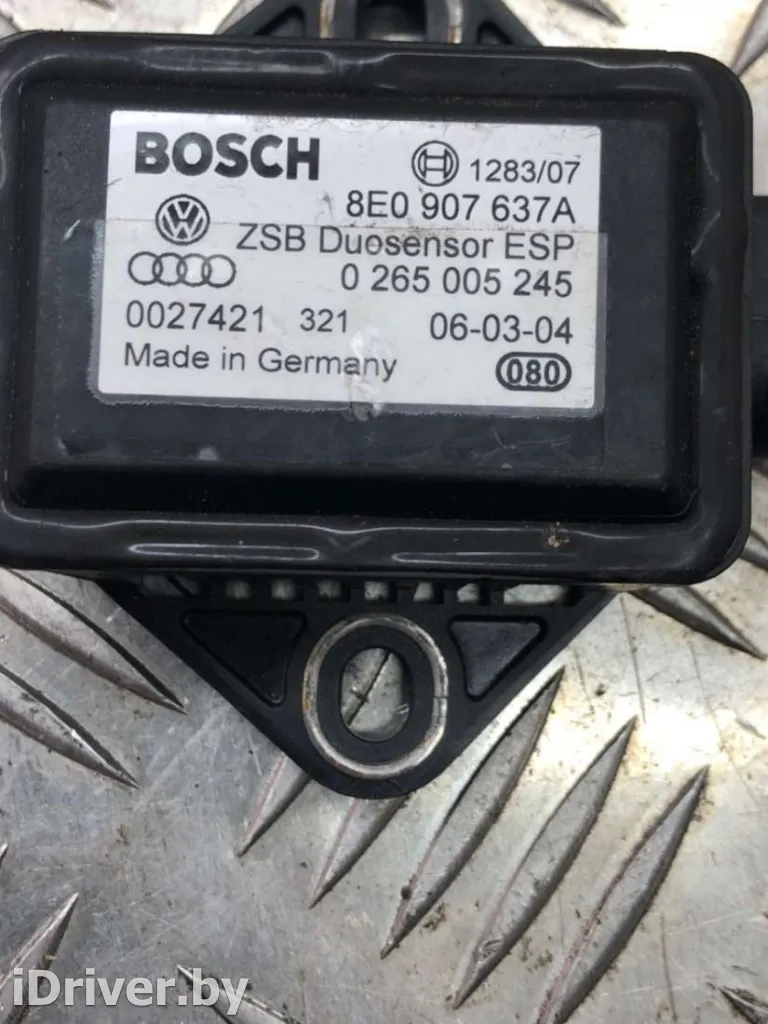 BOSCH 1283/07
8E0 907 637A
ZSB Duosensor ESP
0 265 005 245
0027421 321 06-03-04
Made in Germany 080
iDriver.by